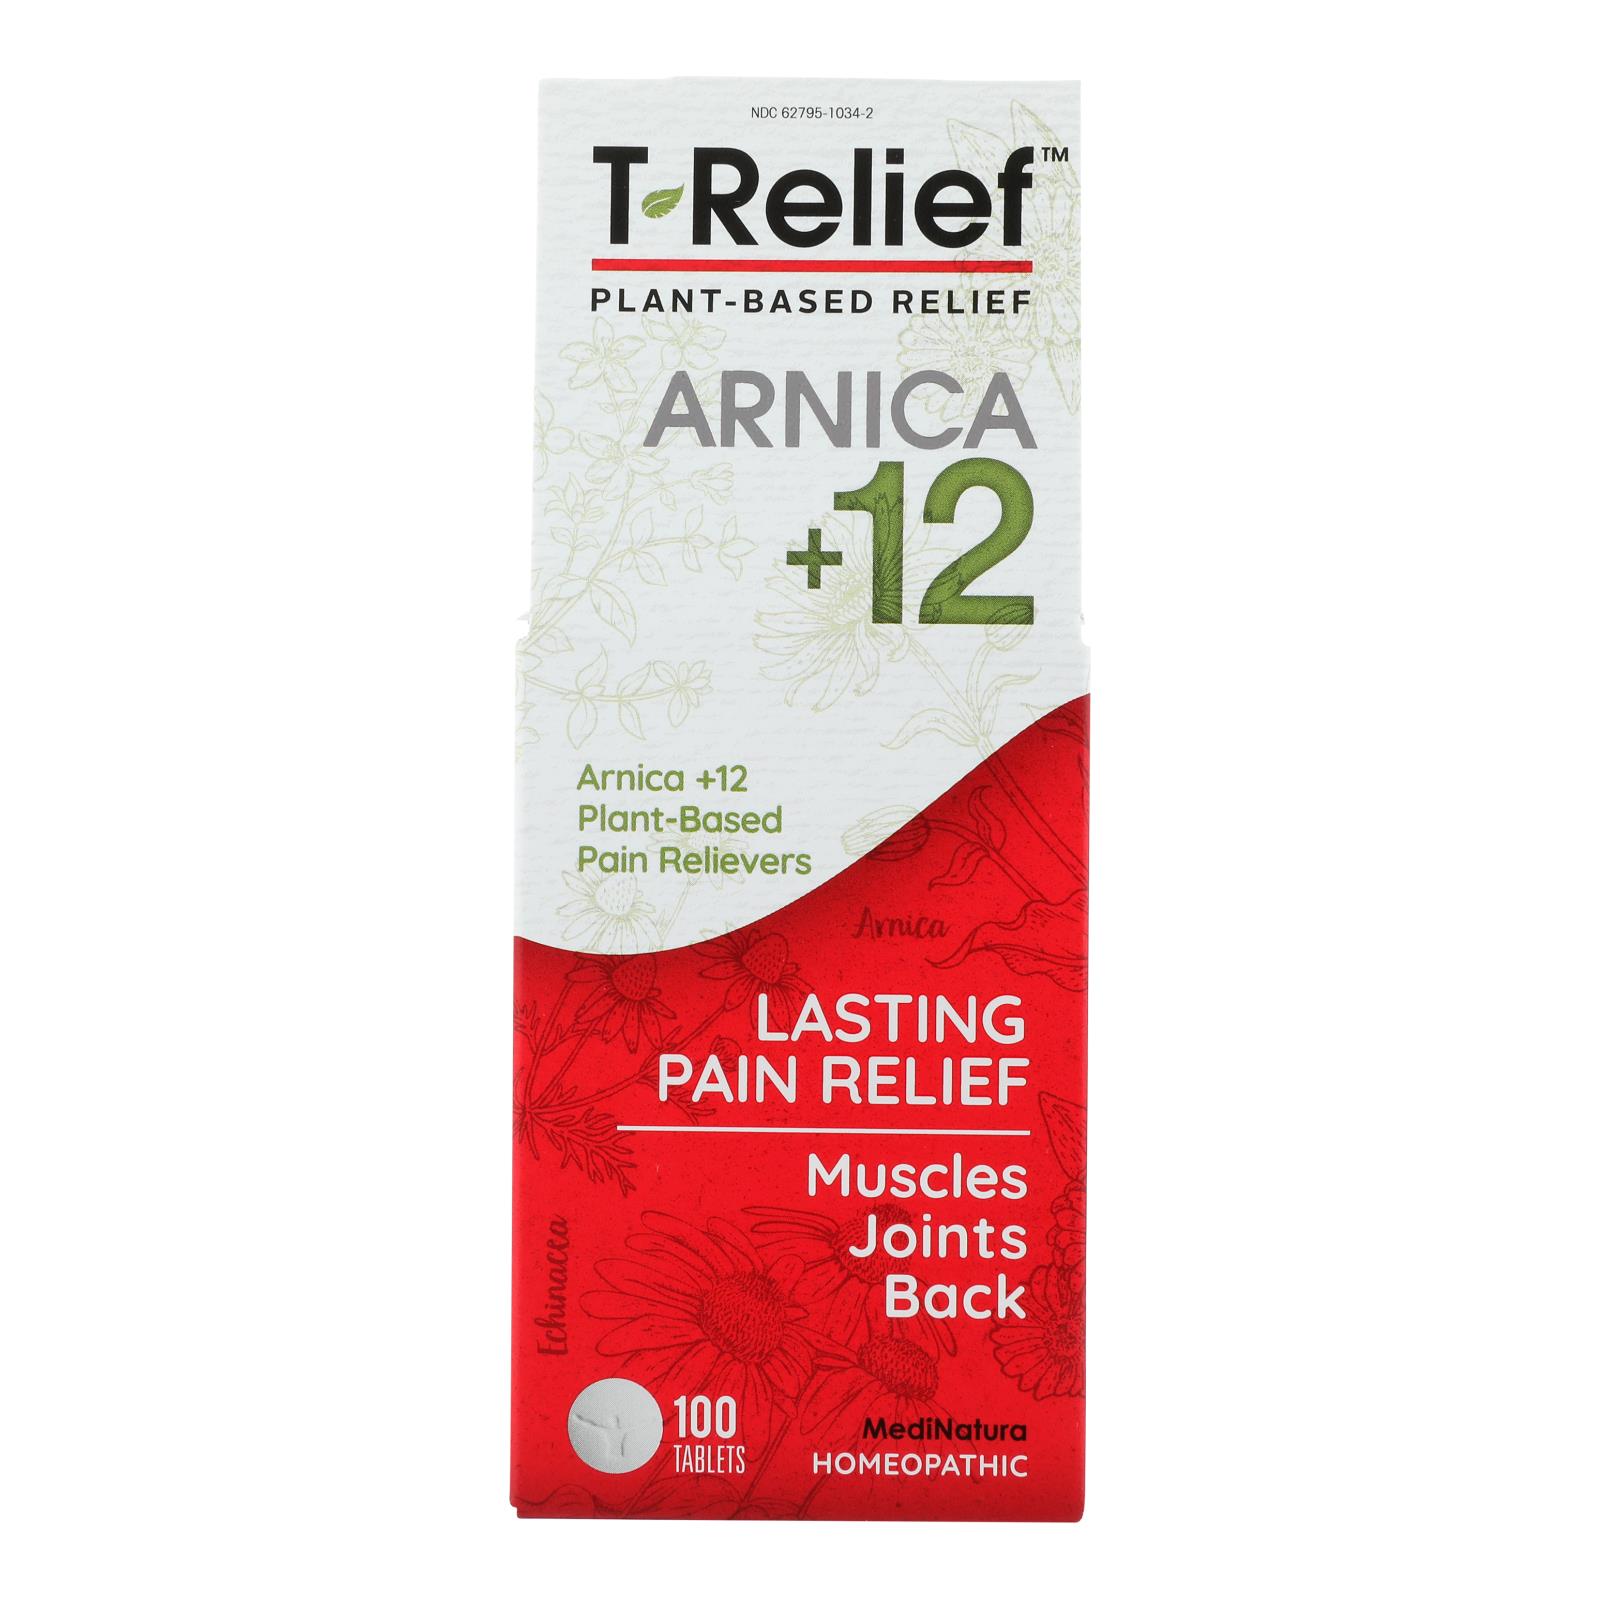 NDC 62795-1034-2
T-Relief™
PLANT-BASED RELIEF
ARNICA
+12
Arnica +12
Plant-Based
Pain Relievers
Arnica
LASTING
PAIN RELIEF
Muscles
Joints
Back
Echinacea
100
TABLETS
MediNatura
HOMEOPATHIC